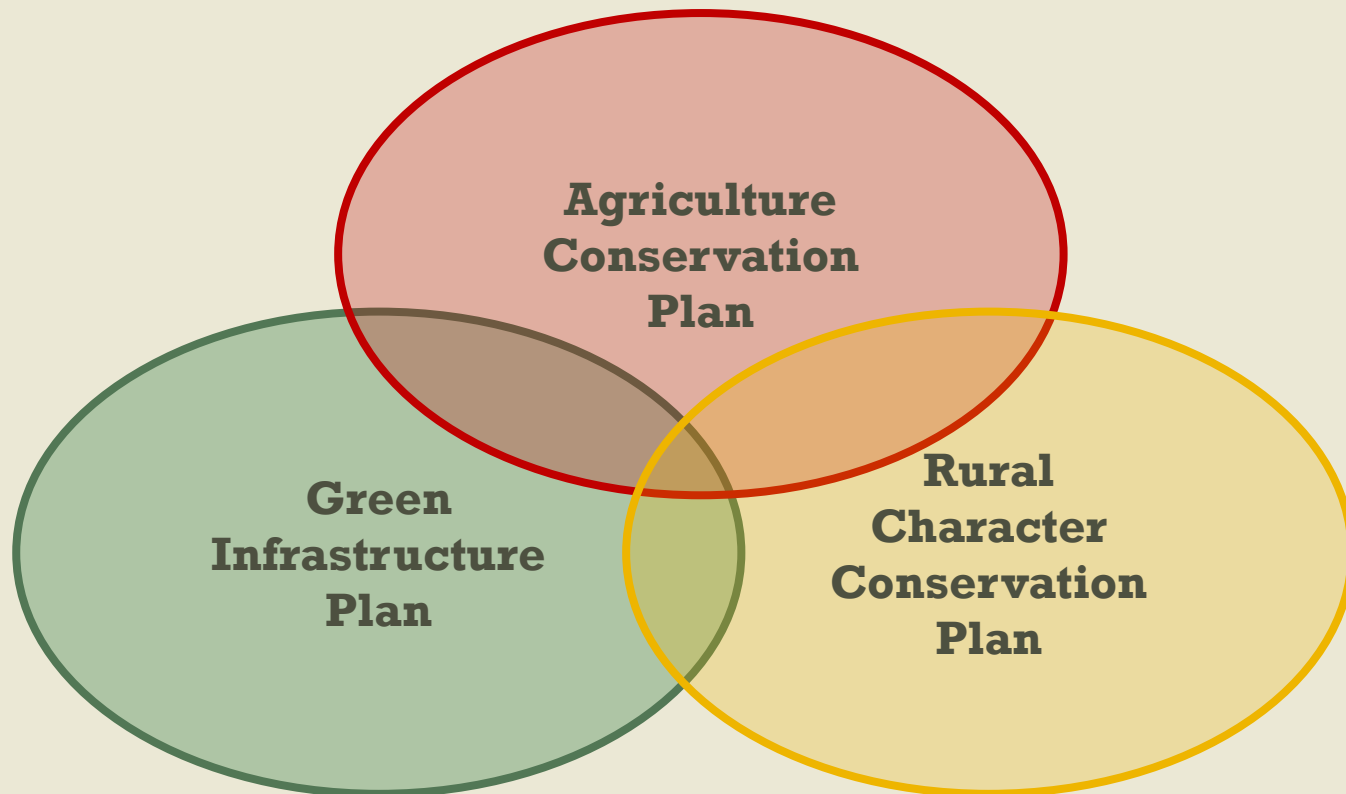 Agriculture
Conservation
Plan
Green
Infrastructure
Plan
Rural
Character
Conservation
Plan